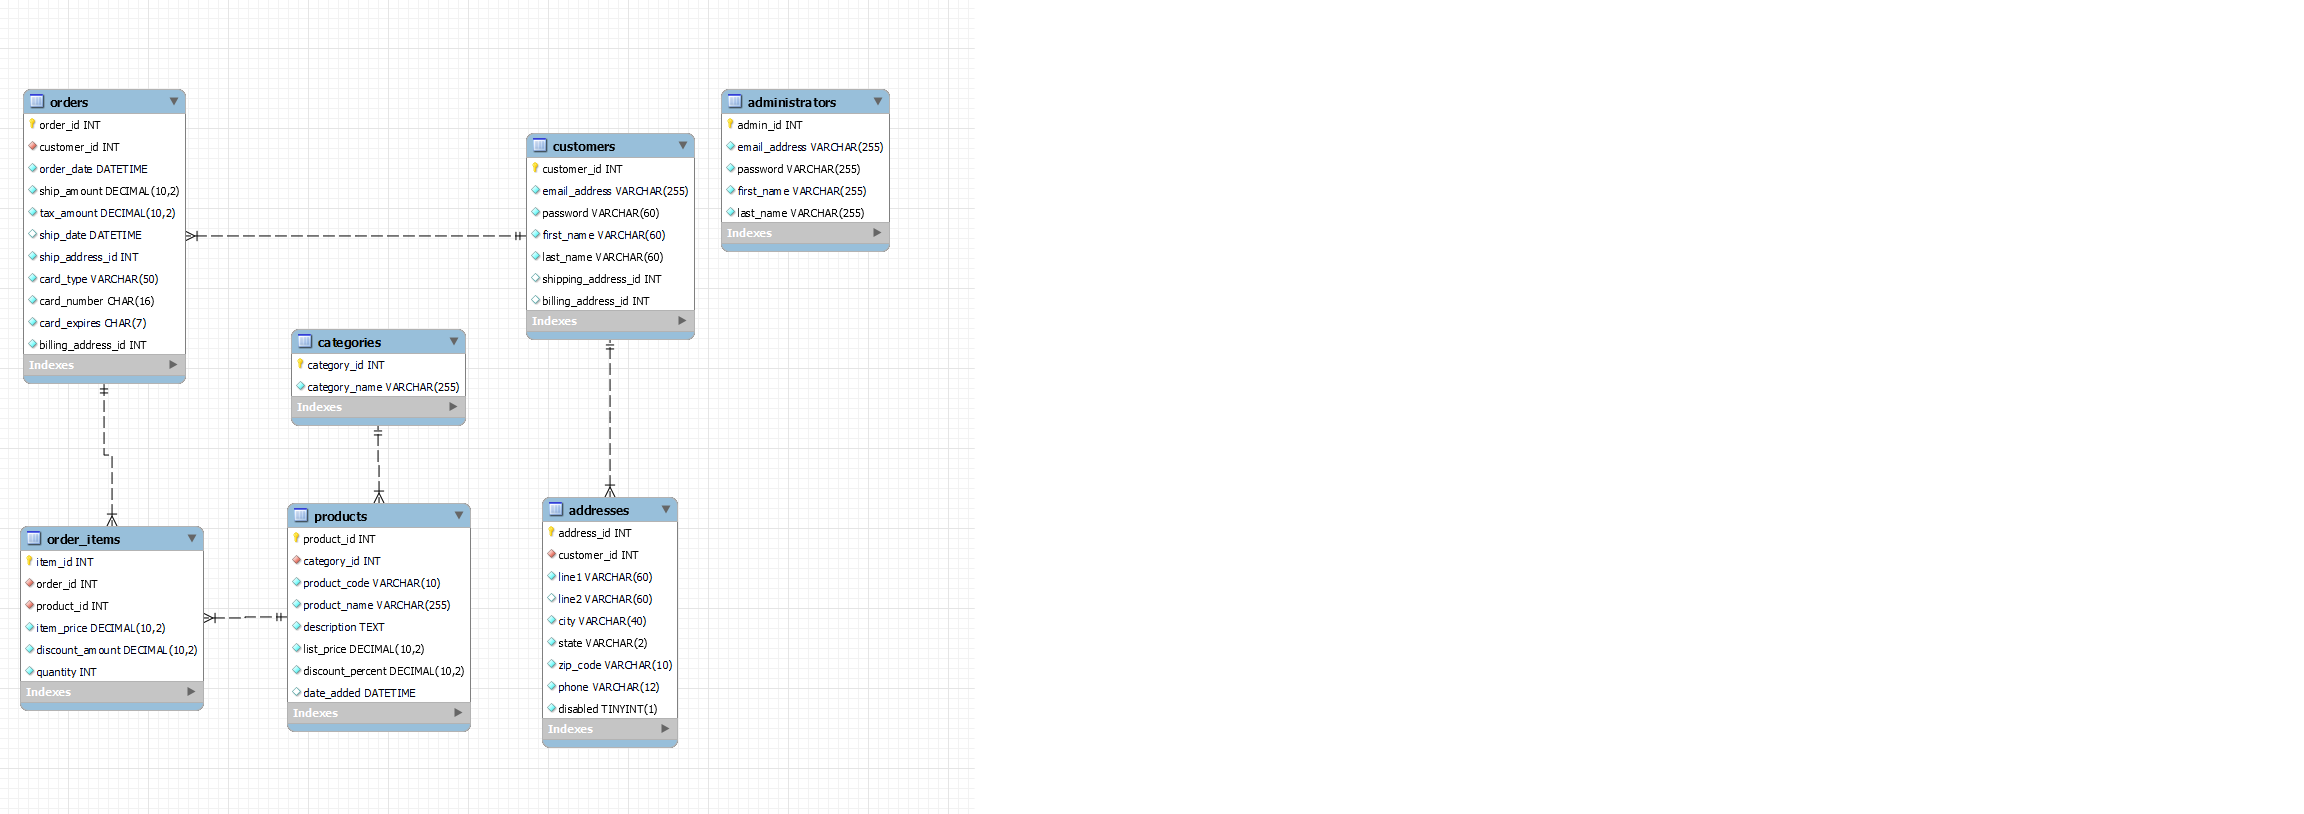 orders
order_id INT
customer_id INT
order_date DATETIME
ship_amount DECIMAL(10,2)
tax_amount DECIMAL(10,2)
ship_date DATETIME
ship_address_id INT
card_type VARCHAR(50)
card_number CHAR(16)
card_expires CHAR(7)
billing_address_id INT
Indexes
customers
customer_id INT
email_address VARCHAR(255)
password VARCHAR(60)
first_name VARCHAR(60)
last_name VARCHAR(60)
shipping_address_id INT
billing_address_id INT
Indexes
administrators
admin_id INT
email_address VARCHAR(255)
password VARCHAR(255)
first_name VARCHAR(255)
last_name VARCHAR(255)
Indexes
categories
category_id INT
category_name VARCHAR(255)
Indexes
order_items
item_id INT
order_id INT
product_id INT
item_price DECIMAL(10,2)
discount_amount DECIMAL(10,2)
quantity INT
Indexes
products
product_id INT
category_id INT
product_code VARCHAR(10)
product_name VARCHAR(255)
description TEXT
list_price DECIMAL(10,2)
discount_percent DECIMAL(10,2)
date_added DATETIME
Indexes
addresses
address_id INT
customer_id INT
line1 VARCHAR(60)
line2 VARCHAR(60)
city VARCHAR(40)
state VARCHAR(2)
zip_code VARCHAR(10)
phone VARCHAR(12)
disabled TINYINT(1)
Indexes